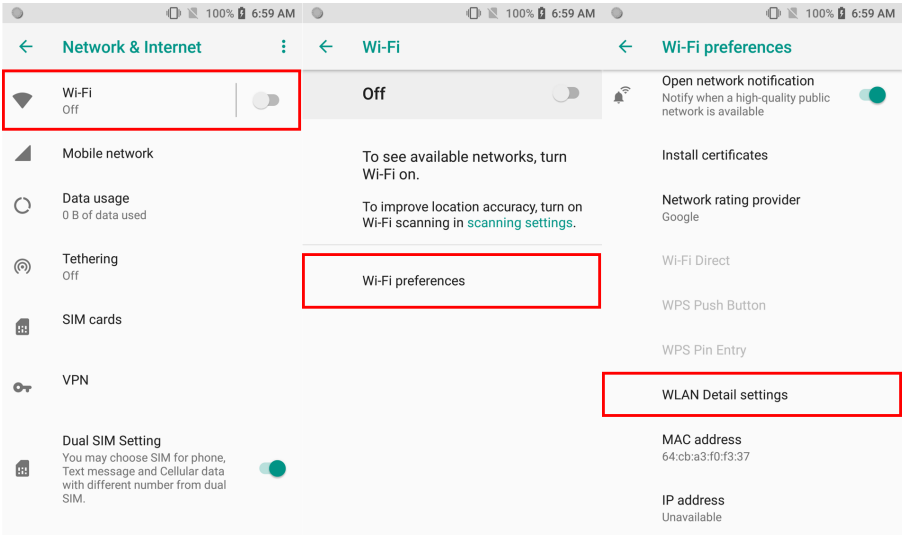 100% 6:59 AM
Network & Internet
Wi-Fi
Off
Mobile network
Data usage
0 B of data used
Tethering
Off
SIM cards
VPN
Dual SIM Setting
You may choose SIM for phone,
Text message and Cellular data
with different number from dual
SIM.
100% 6:59 AM
Wi-Fi
Off
To see available networks, turn
Wi-Fi on.
To improve location accuracy, turn on
Wi-Fi scanning in scanning settings.
Wi-Fi preferences
100% 6:59 AM
Wi-Fi preferences
Open network notification
Notify when a high-quality public
network is available
Install certificates
Network rating provider
Google
Wi-Fi Direct
WPS Push Button
WPS Pin Entry
WLAN Detail settings
MAC address
64:cb:a3:f0:f3:37
IP address
Unavailable